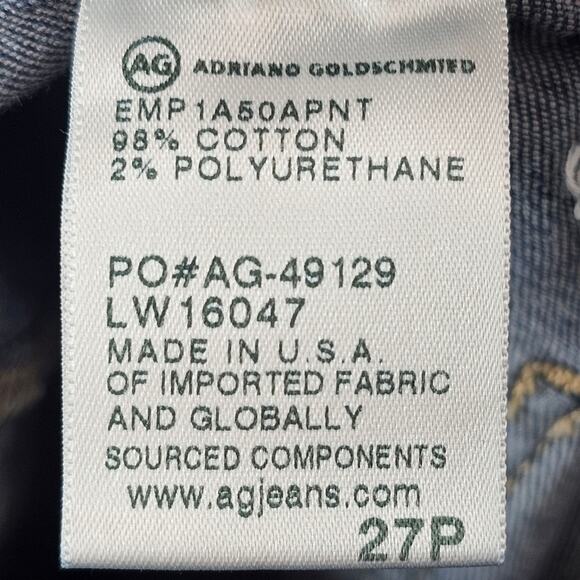 AG ADRIANO GOLDSCHMIED
EMP1A50APNT
98% COTTON
2% POLYURETHANE
PO#AG-49129
LW16047
MADE IN U.S.A.
OF IMPORTED FABRIC
AND GLOBALLY
SOURCED COMPONENTS
www.agjeans.com
27P